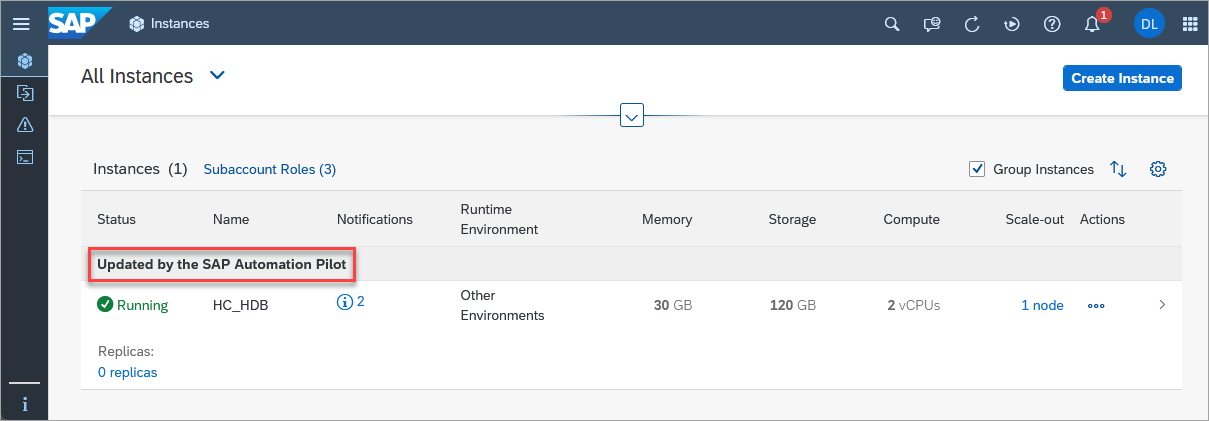 SAP Instances 1 DL
All Instances Create Instance
Instances (1) Subaccount Roles (3) Group Instances
Status Name Notifications Runtime Environment Memory Storage Compute Scale-out Actions
Updated by the SAP Automation Pilot
Running HC_HDB 2 Other Environments 30 GB 120 GB 2 vCPUs 1 node
Replicas:
0 replicas